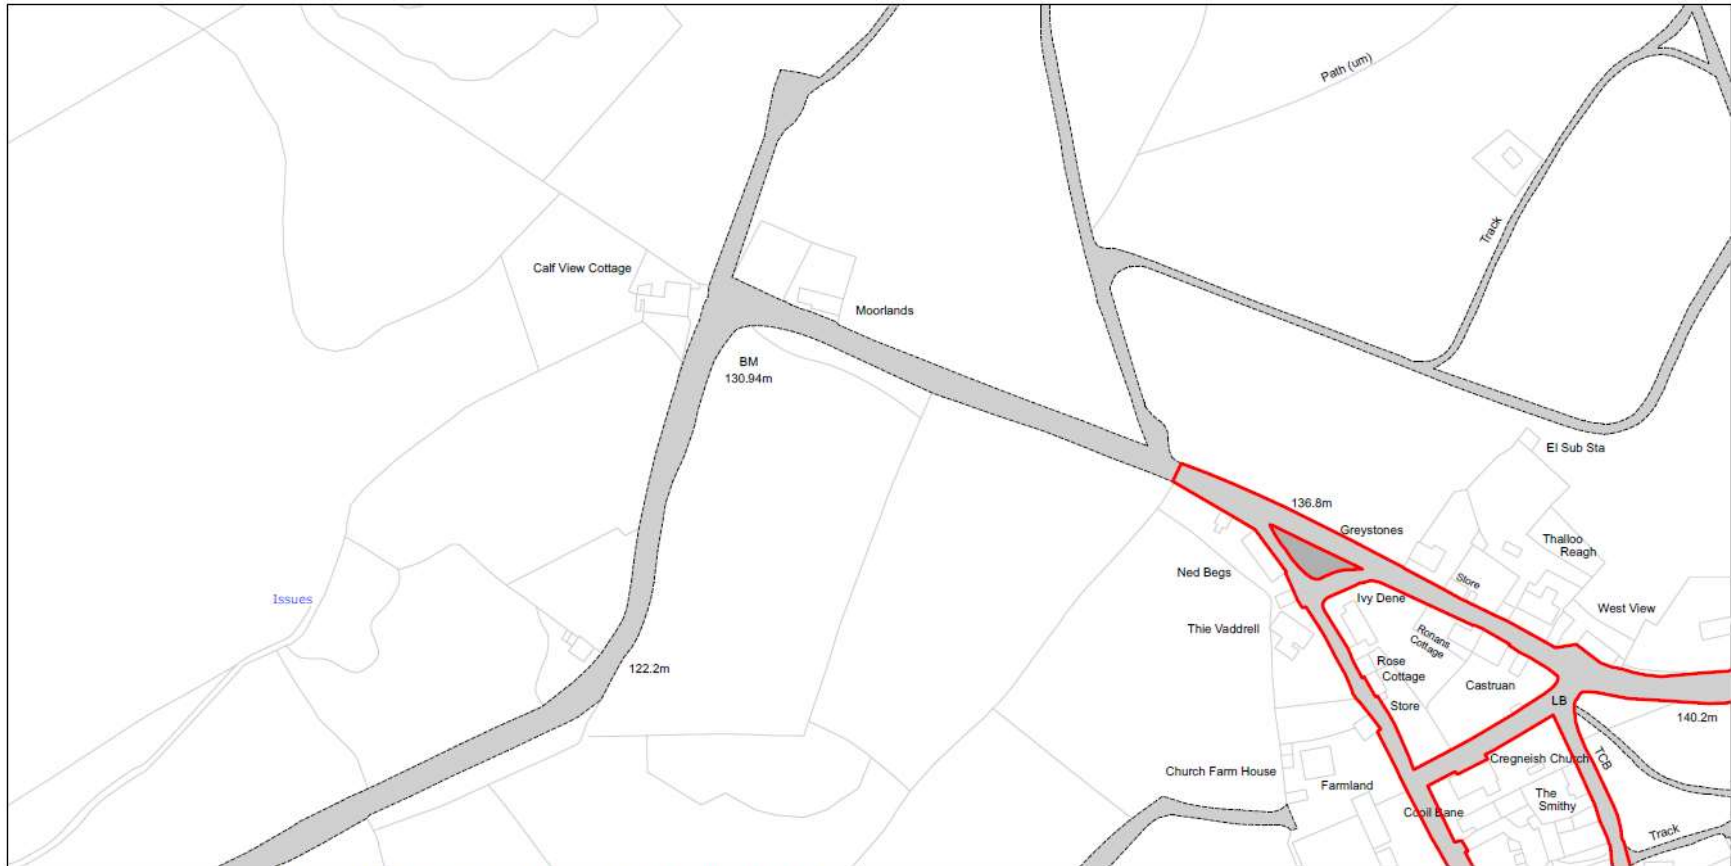 Path (um)
Track
Calf View Cottage
Moorlands
BM
130.94m
El Sub Sta
136.8m
Greystones
Thalloo
Reagh
Ned Begs
Store
Issues
Ivy Dene
West View
Thie Vaddrell
Ronans
Cottage
Rose
Cottage
122.2m
Castruan
Store
LB
140.2m
Cregneish Church
TCB
Church Farm House
Farmland
The
Smithy
Cooil Bane
Track